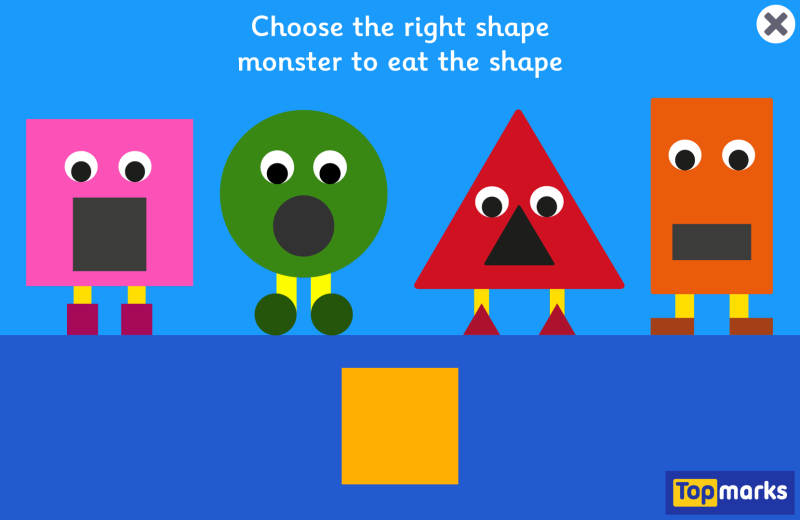 Choose the right shape
monster to eat the shape
Topmarks